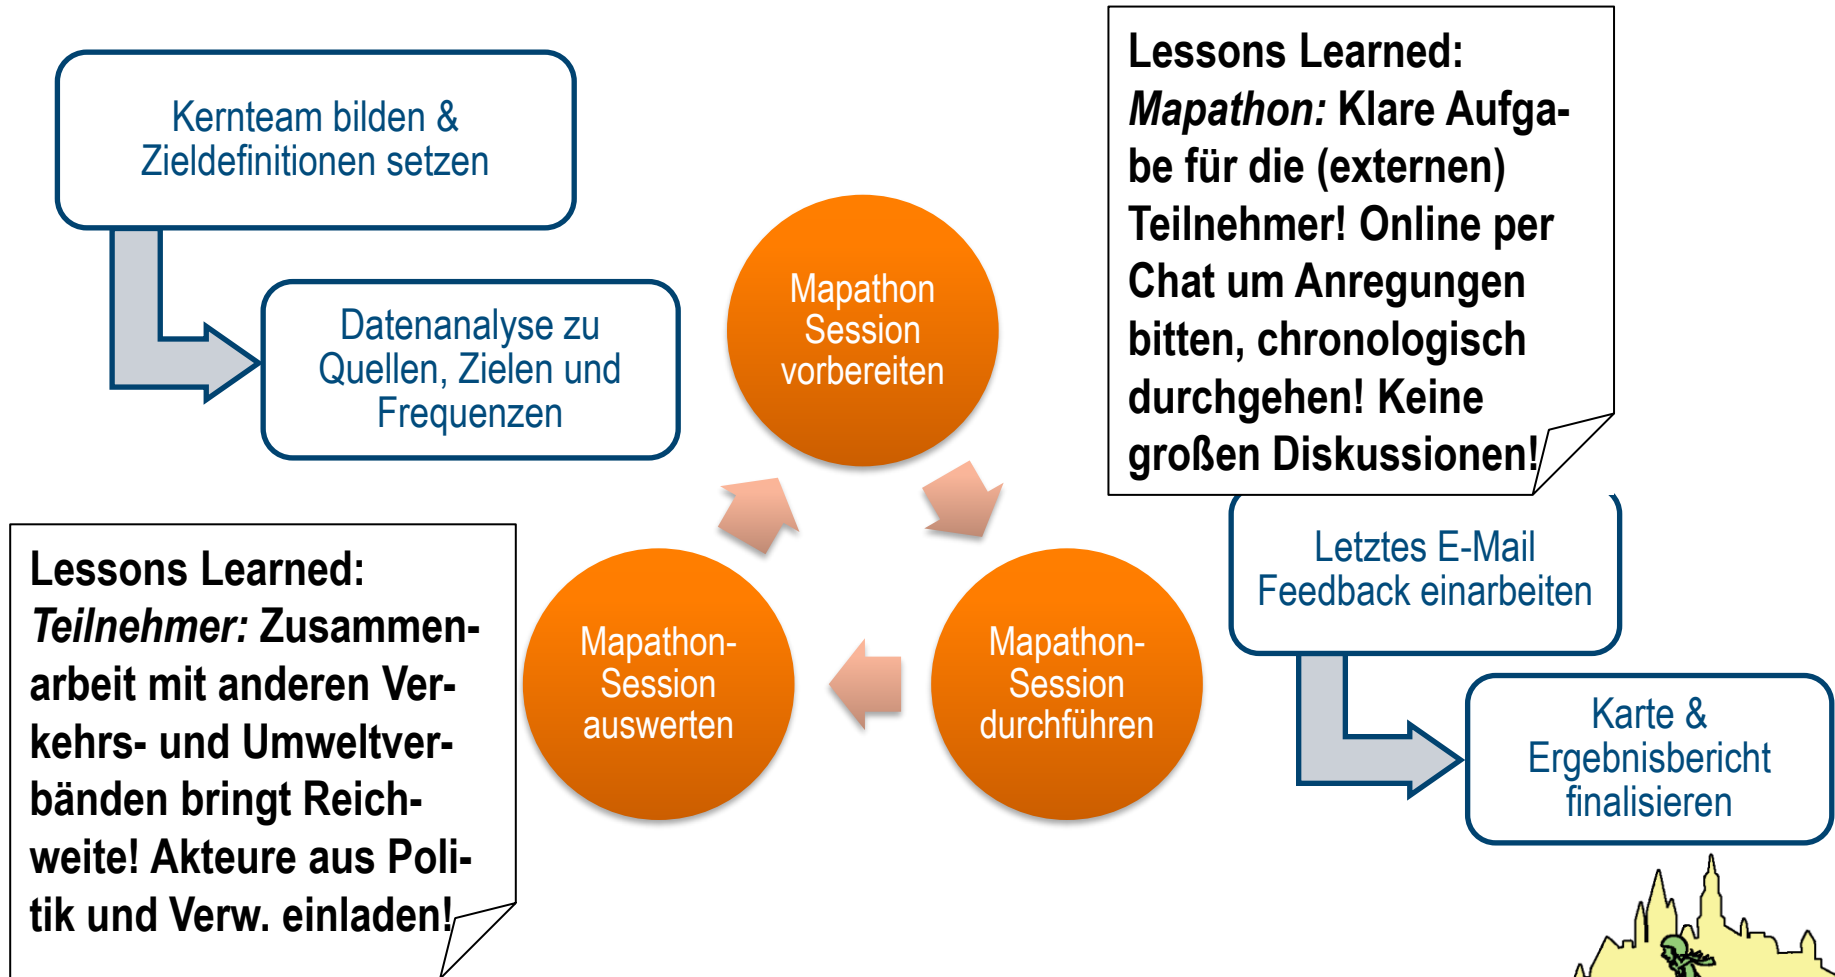 Kernteam bilden &
Zieldefinitionen setzen
Datenanalyse zu
Quellen, Zielen und
Frequenzen
Mapathon
Session
vorbereiten
Lessons Learned:
Mapathon: Klare Aufga-
be für die (externen)
Teilnehmer! Online per
Chat um Anregungen
bitten, chronologisch
durchgehen! Keine
großen Diskussionen!
Lessons Learned:
Teilnehmer: Zusammen-
arbeit mit anderen Ver-
kehrs- und Umweltver-
bänden bringt Reich-
weite! Akteure aus Poli-
tik und Verw. einladen!
Mapathon-
Session
auswerten
Mapathon-
Session
durchführen
Letztes E-Mail
Feedback einarbeiten
Karte &
Ergebnisbericht
finalisieren